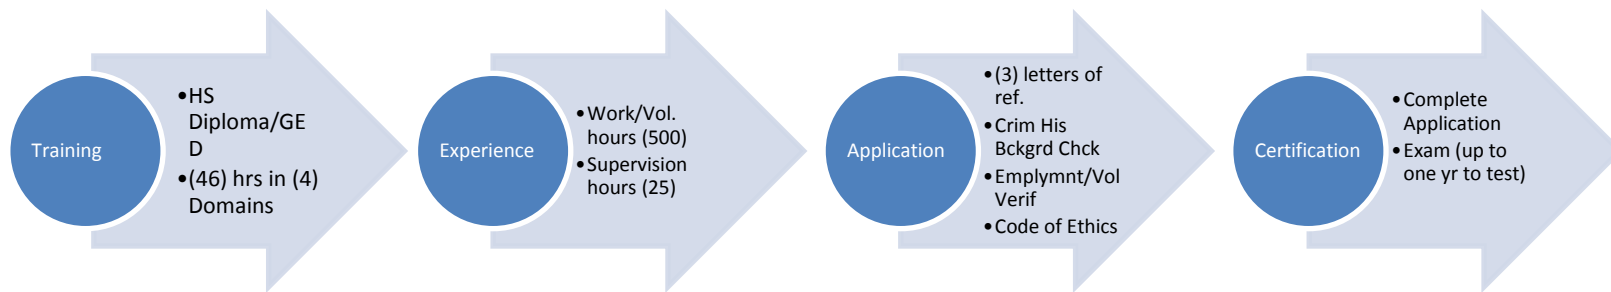 Training
•HS
Diploma/GE
D
•(46) hrs in (4)
Domains
Experience
•Work/Vol.
hours (500)
•Supervision
hours (25)
Application
•(3) letters of
ref.
•Crim His
Bckgrd Chck
•Emplymnt/Vol
Verif
•Code of Ethics
Certification
•Complete
Application
•Exam (up to
one yr to test)